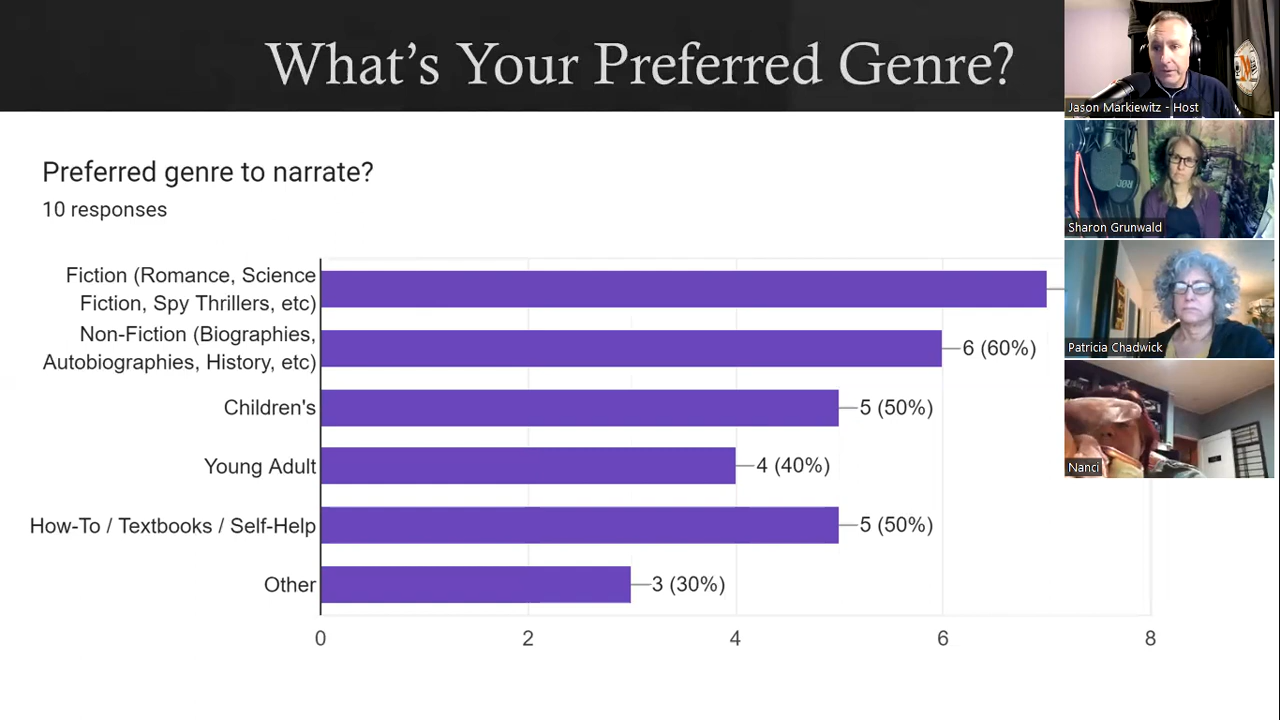 What's Your Preferred Genre?
Jason Markiewitz - Host
Preferred genre to narrate?
10 responses
Sharon Grunwald
Fiction (Romance, Science
Fiction, Spy Thrillers, etc)
Non-Fiction (Biographies,
Autobiographies, History, etc)
6 (60%)
Patricia Chadwick
Children's
5 (50%)
Young Adult
4 (40%)
Nanci
How-To / Textbooks / Self-Help
5 (50%)
Other
3 (30%)
0
2
4
6
8